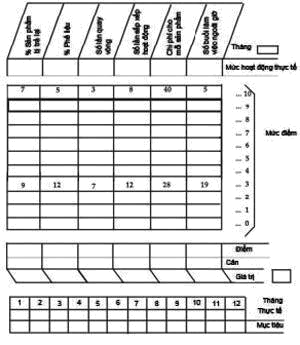 % Sản phẩm bị trả lại
% Phế liệu
Số lần quay vòng
Số lần sắp xếp hoạt động
Chi phí cho mỗi sản phẩm
Số buổi làm việc ngoài giờ
Tháng
Mức hoạt động thực tế
7 5 3 8 40 5
... 10
... 9
... 8
... 7
... 6
... 5
Mức điểm
... 4
9 12 7 12 28 19
... 3
... 2
... 1
... 0
Điểm
Cân
Giá trị
1 2 3 4 5 6 7 8 9 10 11 12 Tháng
Thực tế
Mục tiêu